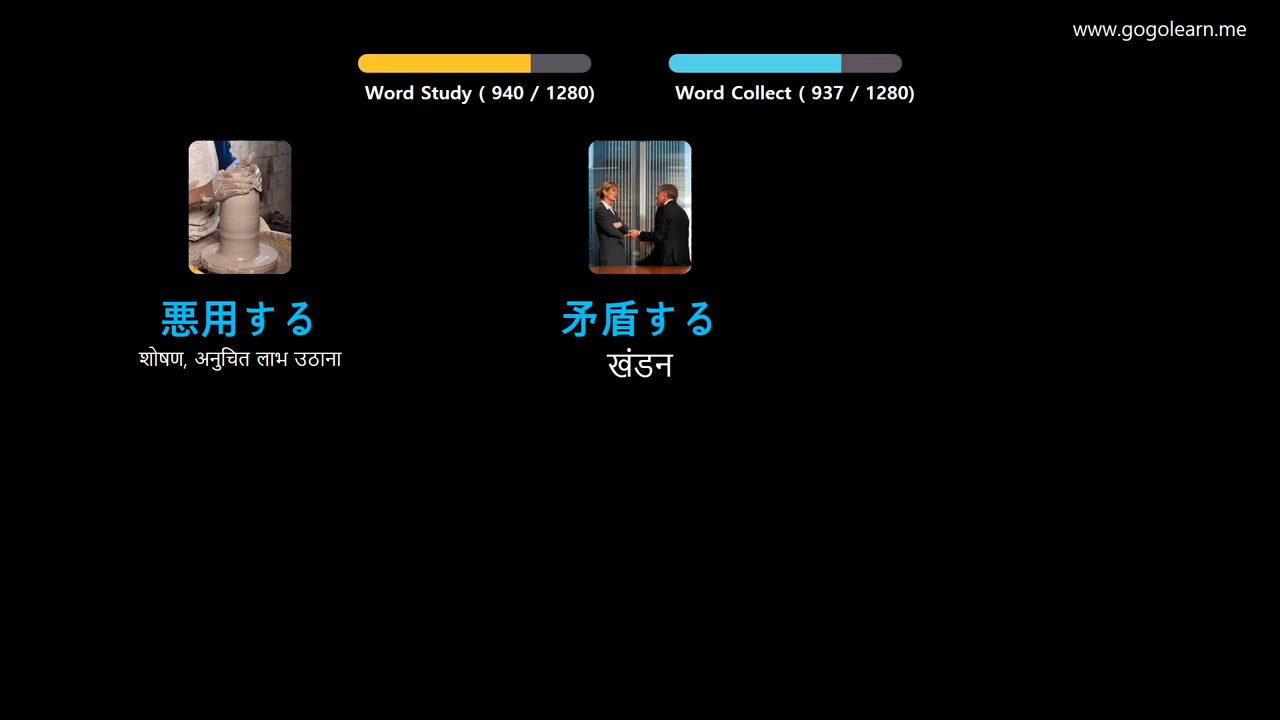 www.gogolearn.me
Word Study ( 940 / 1280)
Word Collect ( 937 / 1280)
悪用する
शोषण, अनुचित लाभ उठाना
矛盾する
खंडन